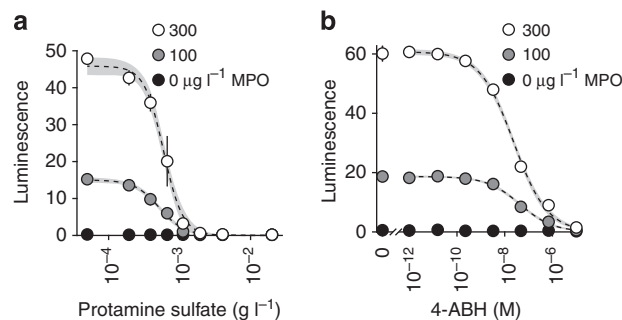 a
300
100
0 µg l⁻¹ MPO
50
40
30
20
10
0
Luminescence
10⁻⁴
10⁻³
10⁻²
Protamine sulfate (g l⁻¹)
b
300
100
0 µg l⁻¹ MPO
60
40
20
0
Luminescence
0
10⁻¹²
10⁻¹⁰
10⁻⁸
10⁻⁶
4-ABH (M)